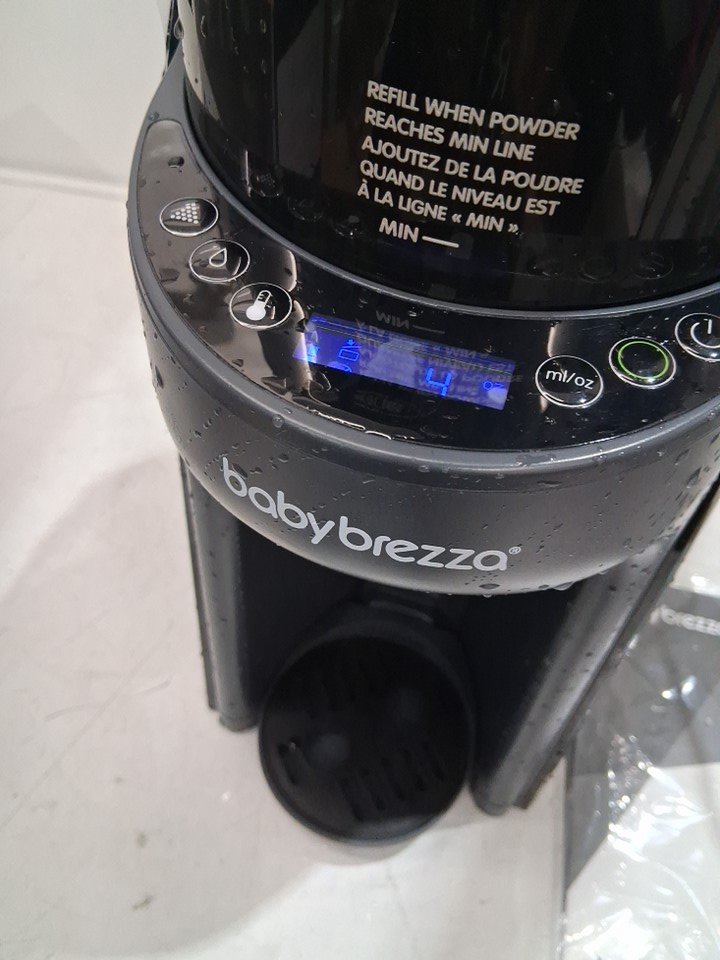 REFILL WHEN POWDER
REACHES MIN LINE
AJOUTEZ DE LA POUDRE
QUAND LE NIVEAU EST
À LA LIGNE « MIN »
MIN
4
ml/oz
babybrezza®